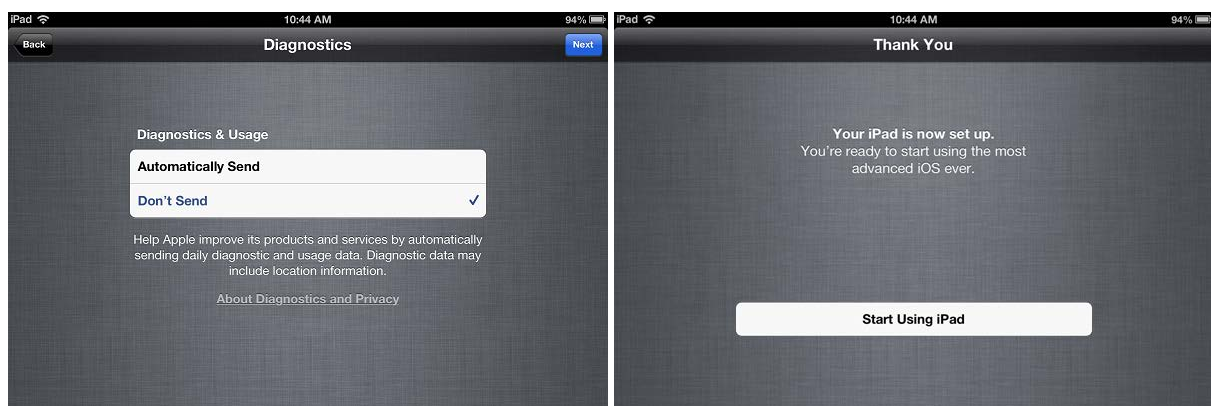 iPad 10:44 AM 94%
Back Diagnostics Next
Diagnostics & Usage
Automatically Send
Don't Send
Help Apple improve its products and services by automatically
sending daily diagnostic and usage data. Diagnostic data may
include location information.
About Diagnostics and Privacy
iPad 10:44 AM 94%
Thank You
Your iPad is now set up.
You're ready to start using the most
advanced iOS ever.
Start Using iPad